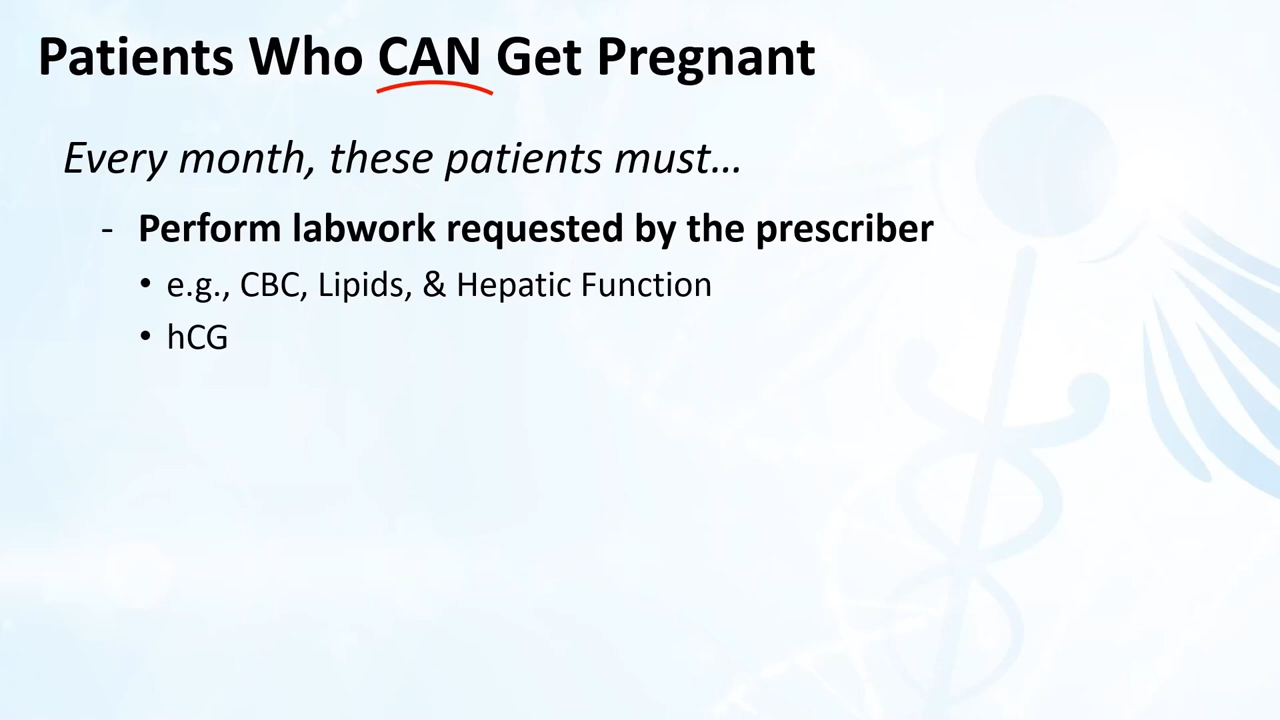 Patients Who CAN Get Pregnant
Every month, these patients must...
- Perform labwork requested by the prescriber
• e.g., CBC, Lipids, & Hepatic Function
• hCG